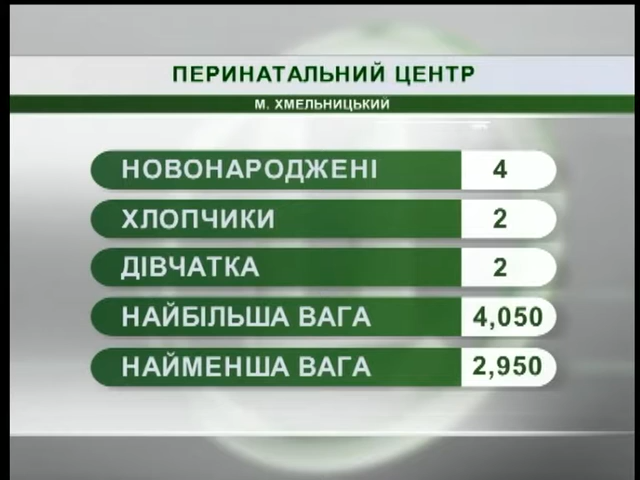 ПЕРИНАТАЛЬНИЙ ЦЕНТР
М. ХМЕЛЬНИЦЬКИЙ
НОВОНАРОДЖЕНІ 4
ХЛОПЧИКИ 2
ДІВЧАТКА 2
НАЙБІЛЬША ВАГА 4,050
НАЙМЕНША ВАГА 2,950